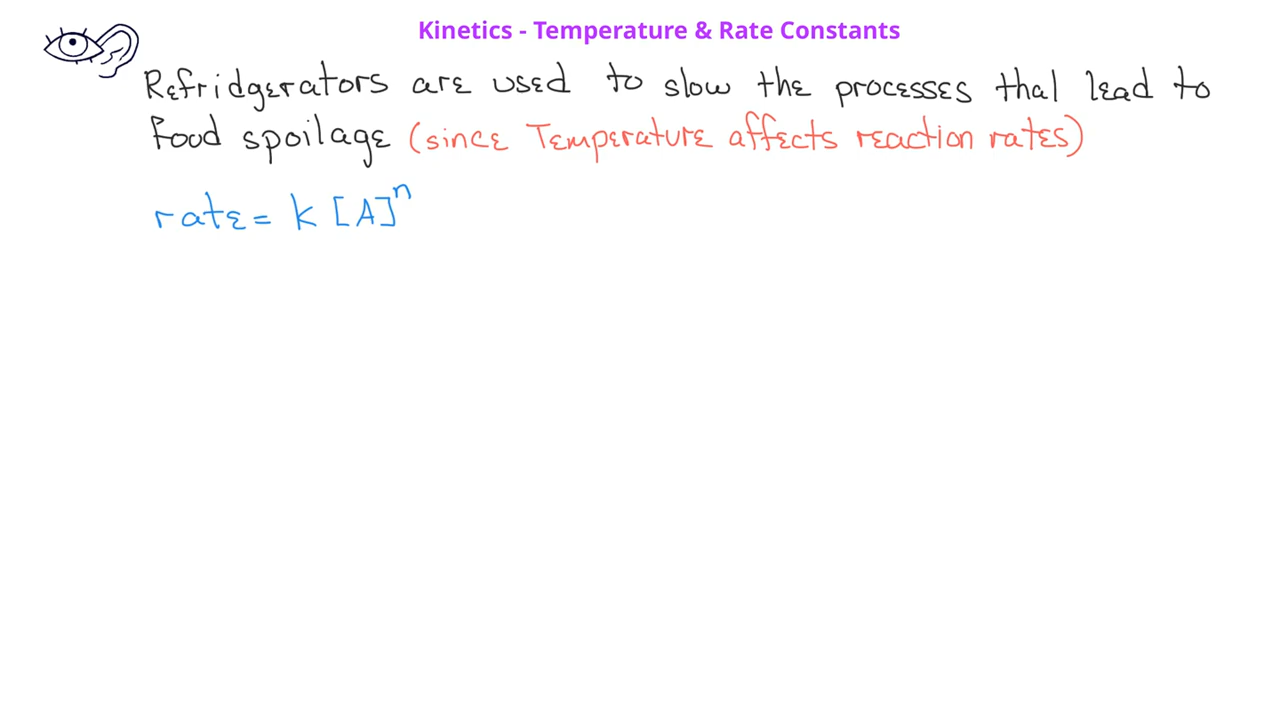 Kinetics - Temperature & Rate Constants
Refridgerators are used to slow the processes that lead to
food spoilage (since Temperature affects reaction rates)
rate = k [A]ⁿ